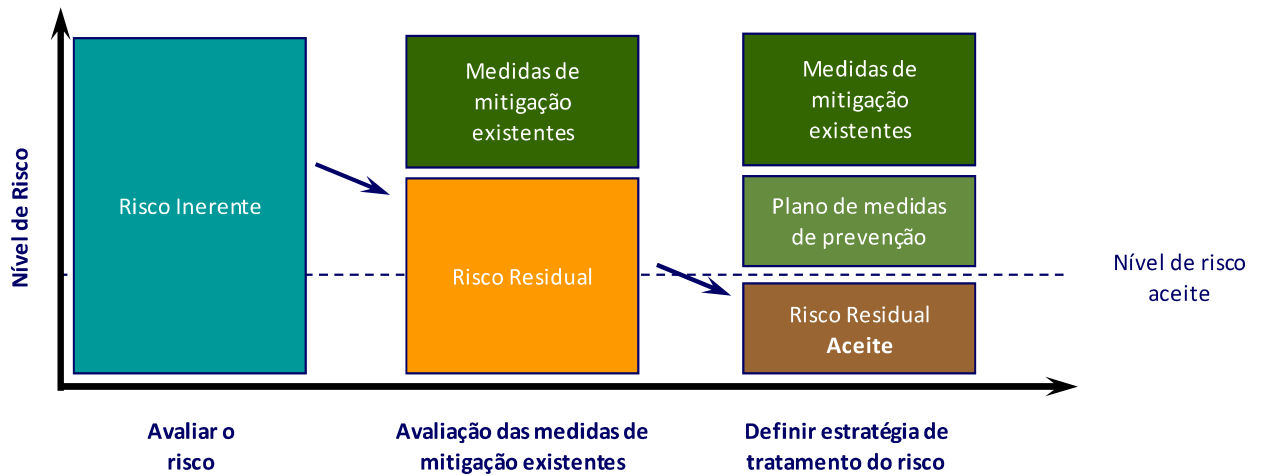 Nível de Risco
Risco Inerente
Medidas de
mitigação
existentes
Risco Residual
Medidas de
mitigação
existentes
Plano de medidas
de prevenção
Risco Residual
Aceite
Nível de risco
aceite
Avaliar o
risco
Avaliação das medidas de
mitigação existentes
Definir estratégia de
tratamento do risco